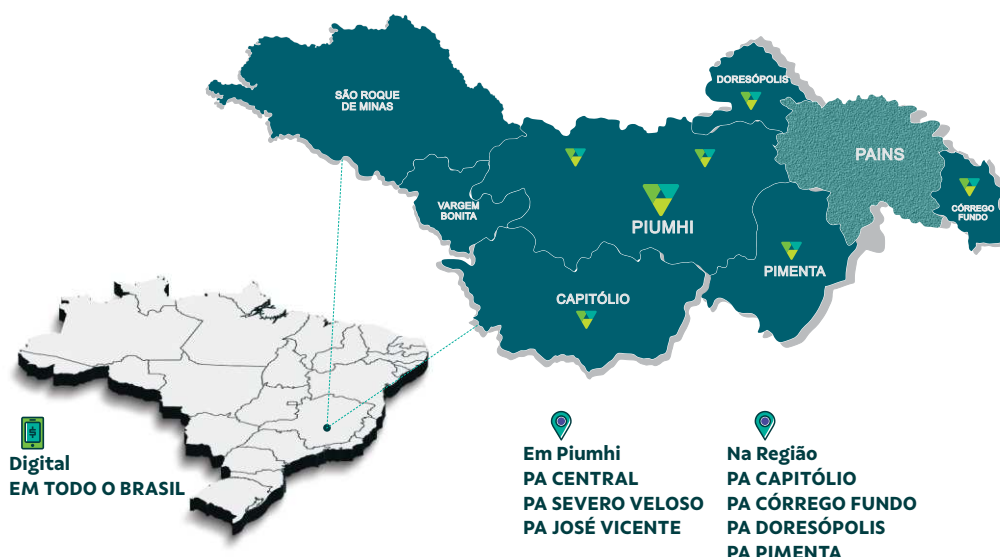 SÃO ROQUE
DE MINAS
DORESÓPOLIS
PAINS
VARGEM
BONITA
PIUMHI
CÓRREGO
FUNDO
PIMENTA
CAPITÓLIO
Digital
EM TODO O BRASIL
Em Piumhi
PA CENTRAL
PA SEVERO VELOSO
PA JOSÉ VICENTE
Na Região
PA CAPITÓLIO
PA CÓRREGO FUNDO
PA DORESÓPOLIS
PA PIMENTA